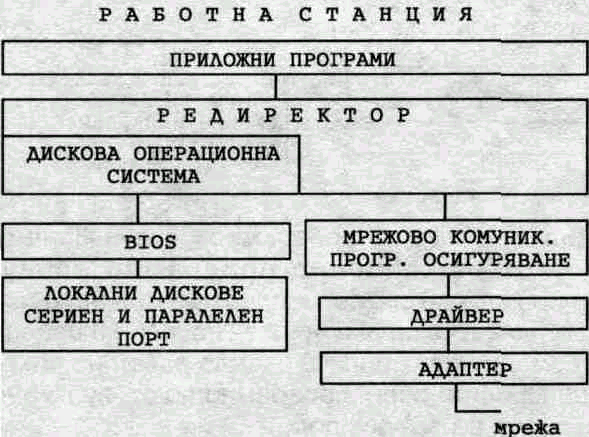 РАБОТНА СТАНЦИЯ
ПРИЛОЖНИ ПРОГРАМИ
РЕДИРЕКТОР
ДИСКОВА ОПЕРАЦИОННА
СИСТЕМА
BIOS
ЛОКАЛНИ ДИСКОВЕ
СЕРИЕН И ПАРАЛЕЛЕН
ПОРТ
МРЕЖОВО КОМУНИК.
ПРОГР. ОСИГУРЯВАНЕ
ДРАЙВЕР
АДАПТЕР
мрежа